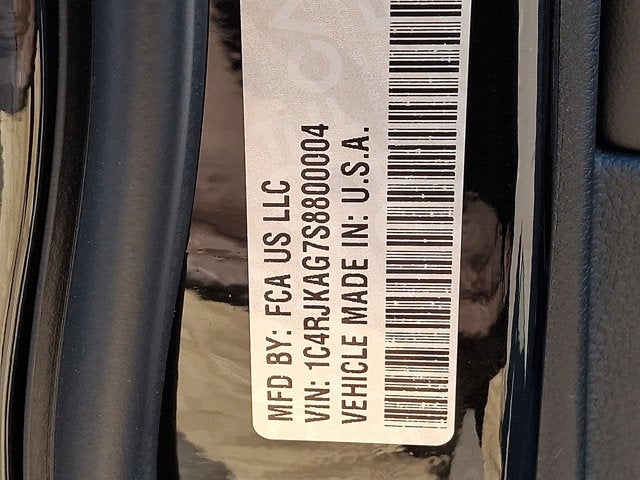 MFD BY: FCA US LLC
VIN: 1C4RJKAG7S8800004
VEHICLE MADE IN: U.S.A.